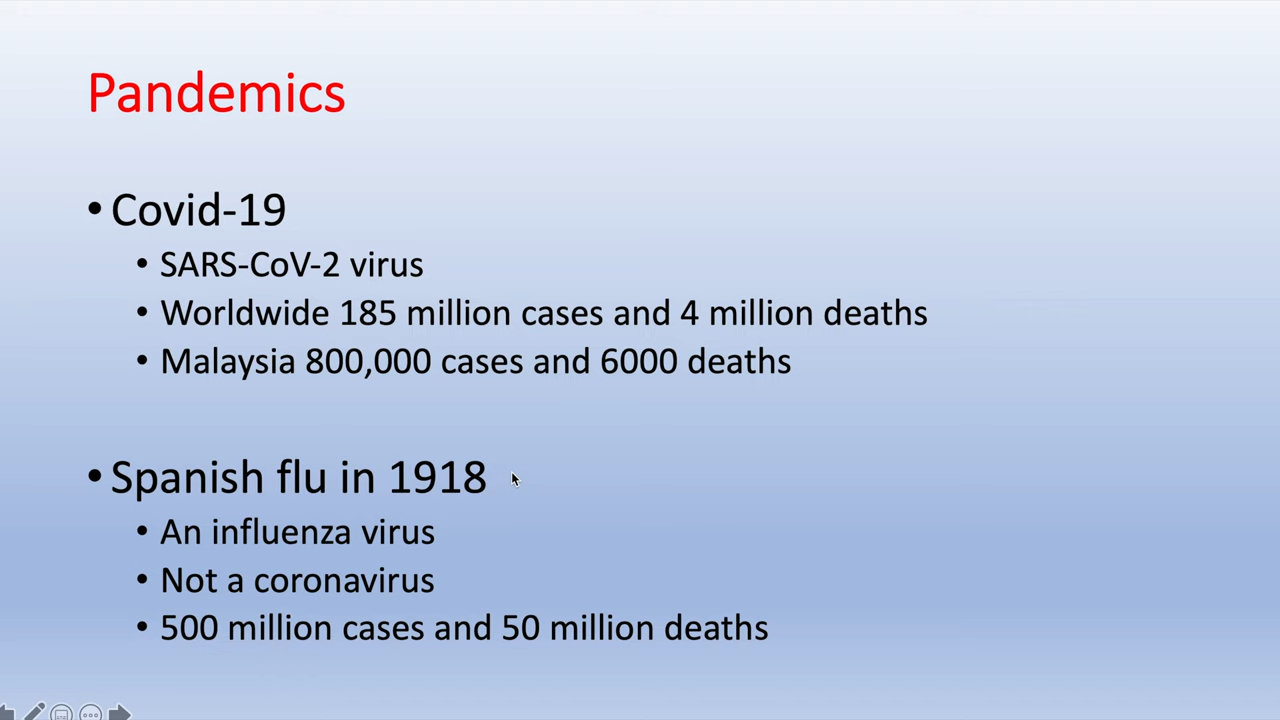 Pandemics
• Covid-19
• SARS-CoV-2 virus
• Worldwide 185 million cases and 4 million deaths
• Malaysia 800,000 cases and 6000 deaths
• Spanish flu in 1918
• An influenza virus
• Not a coronavirus
• 500 million cases and 50 million deaths